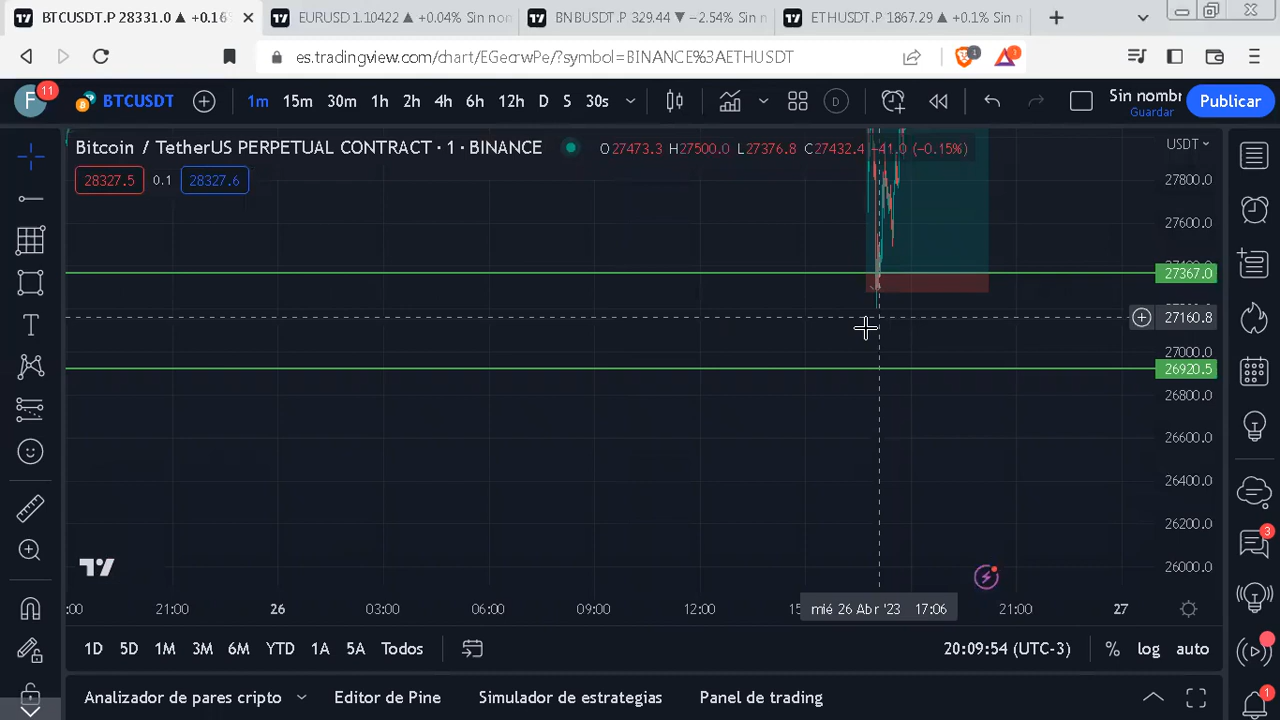 BTCUSDT.P 28331.0 ▲ +0.16
EURUSD 1.10422 ▲ +0.04% Sin no
BNBUSDT.P 329.44 ▼ −2.54% Sin n
ETHUSDT.P 1867.29 ▲ +0.1% Sin n
es.tradingview.com/chart/EGecrwPo/?symbol=BINANCE%3AETHUSDT
1
F
11
BTCUSDT
1m 15m 30m 1h 2h 4h 6h 12h D S 30s
D
Sin nombr
Guardar
Publicar
Bitcoin / TetherUS PERPETUAL CONTRACT · 1 · BINANCE
O27473.3 H27500.0 L27376.8 C27432.4 −41.0 (−0.15%)
USDT
28327.5 0.1 28327.6
27800.0
27600.0
27367.0
27160.8
27000.0
26920.5
26800.0
26600.0
26400.0
26200.0
26000.0
3
:00 21:00 26 03:00 06:00 09:00 12:00 mié 26 Abr '23 17:06 21:00 27
1D 5D 1M 3M 6M YTD 1A 5A Todos
20:09:54 (UTC-3) % log auto
Analizador de pares cripto Editor de Pine Simulador de estrategias Panel de trading
1